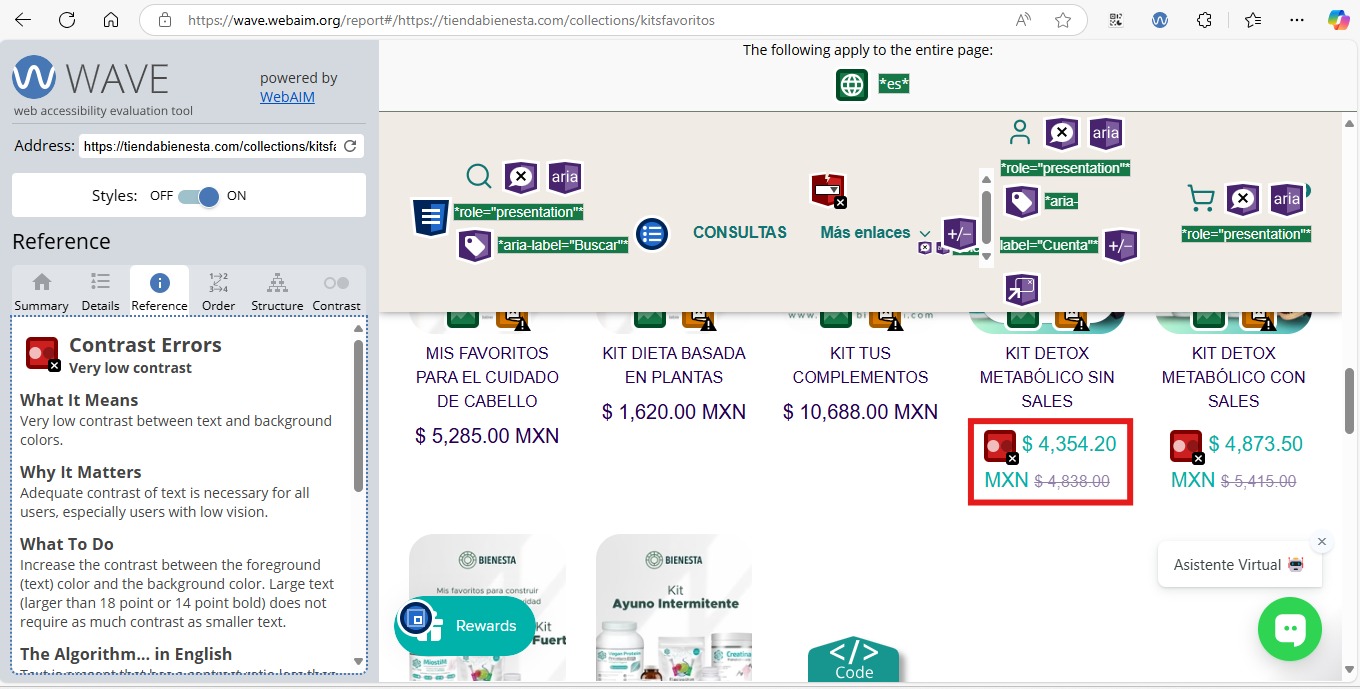 https://wave.webaim.org/report#/https://tiendabienesta.com/collections/kitsfavoritos
WAVE
web accessibility evaluation tool
powered by
WebAIM
Address: https://tiendabienesta.com/collections/kitsfa
Styles: OFF ON
Reference
Summary Details Reference Order Structure Contrast
Contrast Errors
Very low contrast
What It Means
Very low contrast between text and background
colors.
Why It Matters
Adequate contrast of text is necessary for all
users, especially users with low vision.
What To Do
Increase the contrast between the foreground
(text) color and the background color. Large text
(larger than 18 point or 14 point bold) does not
require as much contrast as smaller text.
The Algorithm... in English
The following apply to the entire page:
*es*
aria
*role="presentation"*
*aria-label="Buscar"*
CONSULTAS
Más enlaces
+/-
aria
*role="presentation"*
*aria-
label="Cuenta"*
+/-
aria
*role="presentation"*
MIS FAVORITOS
PARA EL CUIDADO
DE CABELLO
$ 5,285.00 MXN
KIT DIETA BASADA
EN PLANTAS
$ 1,620.00 MXN
KIT TUS
COMPLEMENTOS
$ 10,688.00 MXN
KIT DETOX
METABÓLICO SIN
SALES
$ 4,354.20
MXN $ 4,838.00
KIT DETOX
METABÓLICO CON
SALES
$ 4,873.50
MXN $ 5,415.00
BIENESTA
Mis favoritos para construir
Kit
Fuert
Rewards
BIENESTA
Kit
Ayuno Intermitente
</>
Code
Asistente Virtual